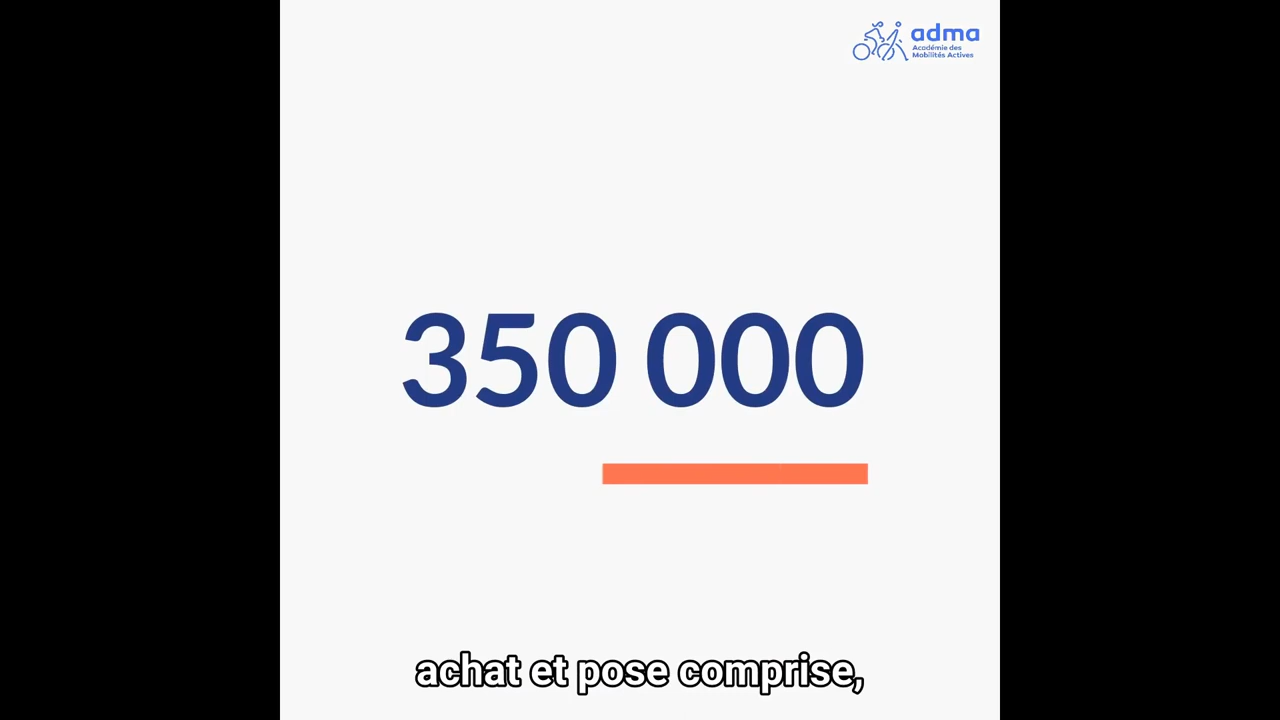 adma
Académie des
Mobilités Actives
350 000
achat et pose comprise,